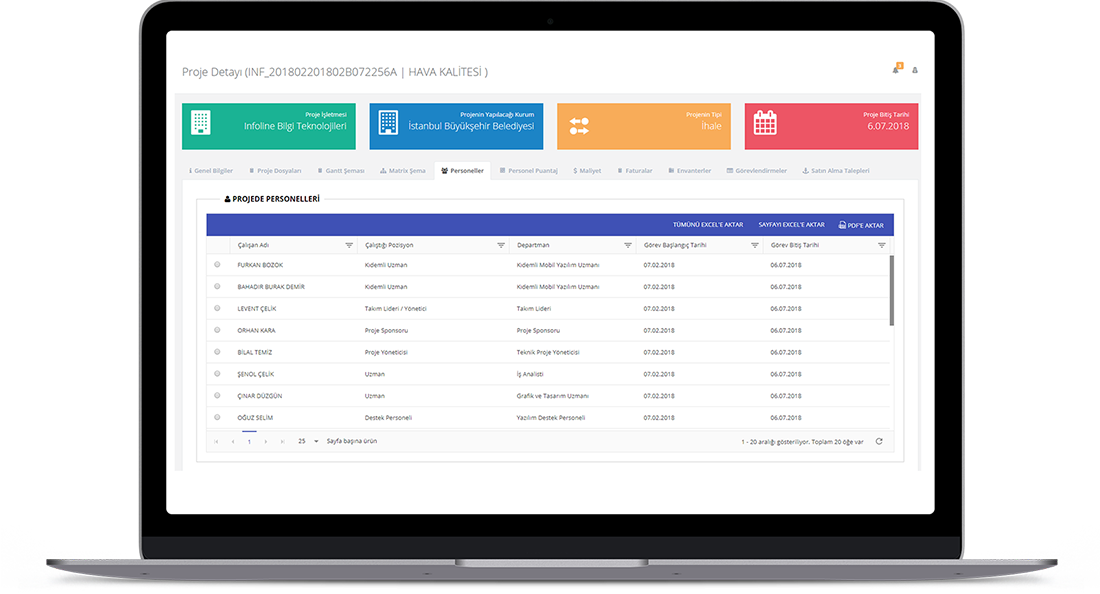 Proje Detayı (INF_201802201802B072256A | HAVA KALİTESİ )
5
Proje İşletmesi
Infoline Bilgi Teknolojileri
Projenin Yapılacağı Kurum
İstanbul Büyükşehir Belediyesi
Projenin Tipi
İhale
Proje Bitiş Tarihi
6.07.2018
Genel Bilgiler Proje Dosyaları Gantt Şeması Matrix Şema Personeller Personel Puantaj $ Maliyet Faturalar Envanterler Görevlendirmeler Satın Alma Talepleri
PROJEDE PERSONELLERİ
TÜMÜNÜ EXCEL'E AKTAR SAYFAYI EXCEL'E AKTAR PDF'E AKTAR
Çalışan Adı Çalıştığı Pozisyon Departman Görev Başlangıç Tarihi Görev Bitiş Tarihi
FURKAN BOZOK Kıdemli Uzman Kıdemli Mobil Yazılım Uzmanı 07.02.2018 06.07.2018
BAHADIR BURAK DEMİR Kıdemli Uzman Kıdemli Mobil Yazılım Uzmanı 07.02.2018 06.07.2018
LEVENT ÇELİK Takım Lideri / Yönetici Takım Lideri 07.02.2018 06.07.2018
ORHAN KARA Proje Sponsoru Proje Sponsoru 07.02.2018 06.07.2018
BİLAL TEMİZ Proje Yöneticisi Teknik Proje Yöneticisi 07.02.2018 06.07.2018
ŞENOL ÇELİK Uzman İş Analisti 07.02.2018 06.07.2018
ÇINAR DÜZGÜN Uzman Grafik ve Tasarım Uzmanı 07.02.2018 06.07.2018
OĞUZ SELİM Destek Personeli Yazılım Destek Personeli 07.02.2018 06.07.2018
1 25 Sayfa başına ürün 1 - 20 aralığı gösteriliyor. Toplam 20 öğe var